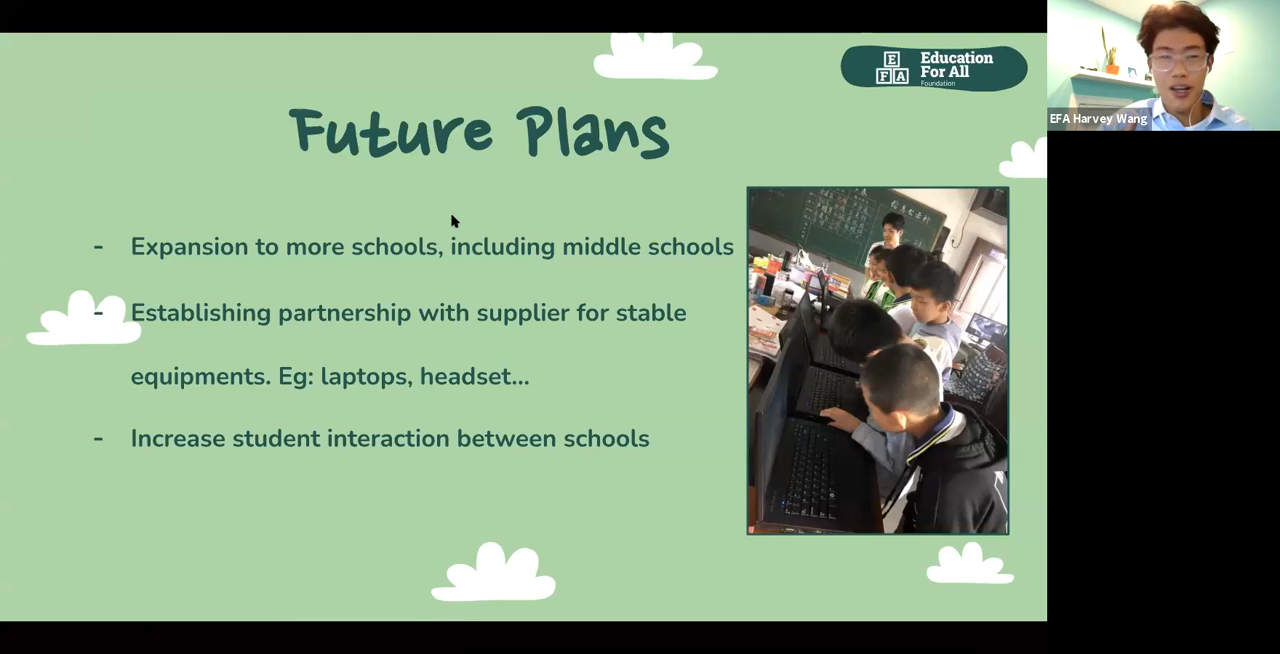 E
F A
Education
For All
Foundation
EFA Harvey Wang
Future Plans
- Expansion to more schools, including middle schools
- Establishing partnership with supplier for stable
equipments. Eg: laptops, headset...
- Increase student interaction between schools